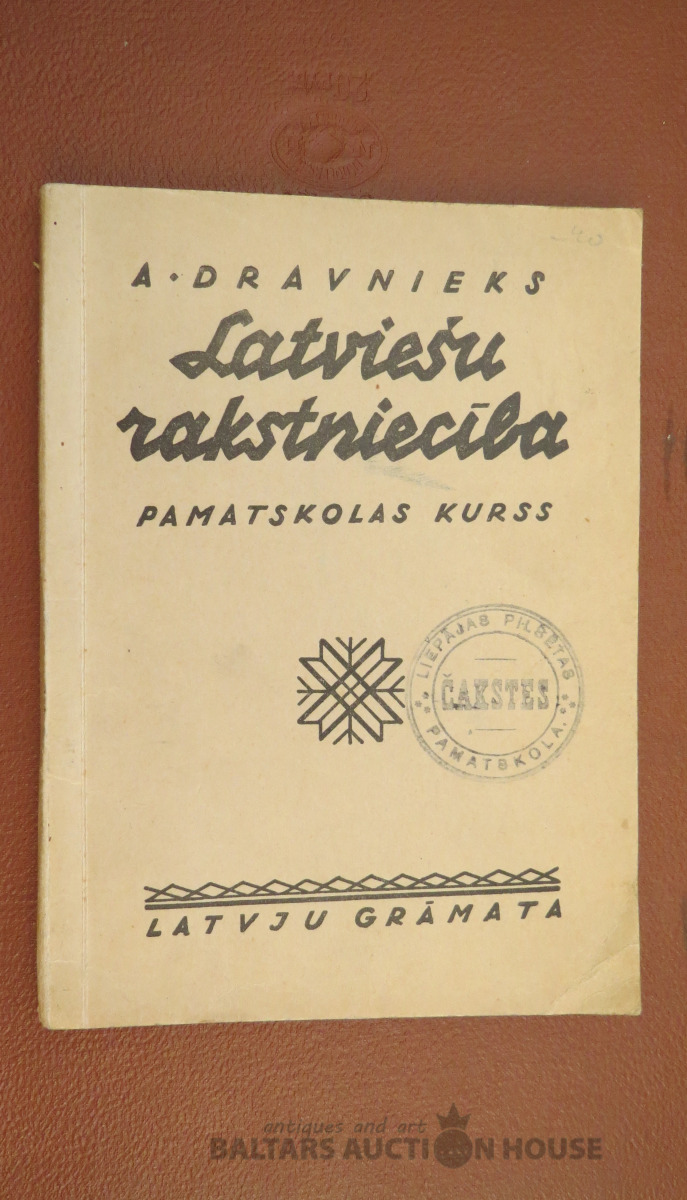 A · DRAVNIEKS
Latviešu
rakstniecība
PAMATSKOLAS KURSS
LIEPĀJAS PILSĒTAS
ČAKSTES
PAMATSKOLA.
LATVJU GRĀMATA
antiques and art
BALTARS AUCTION HOUSE